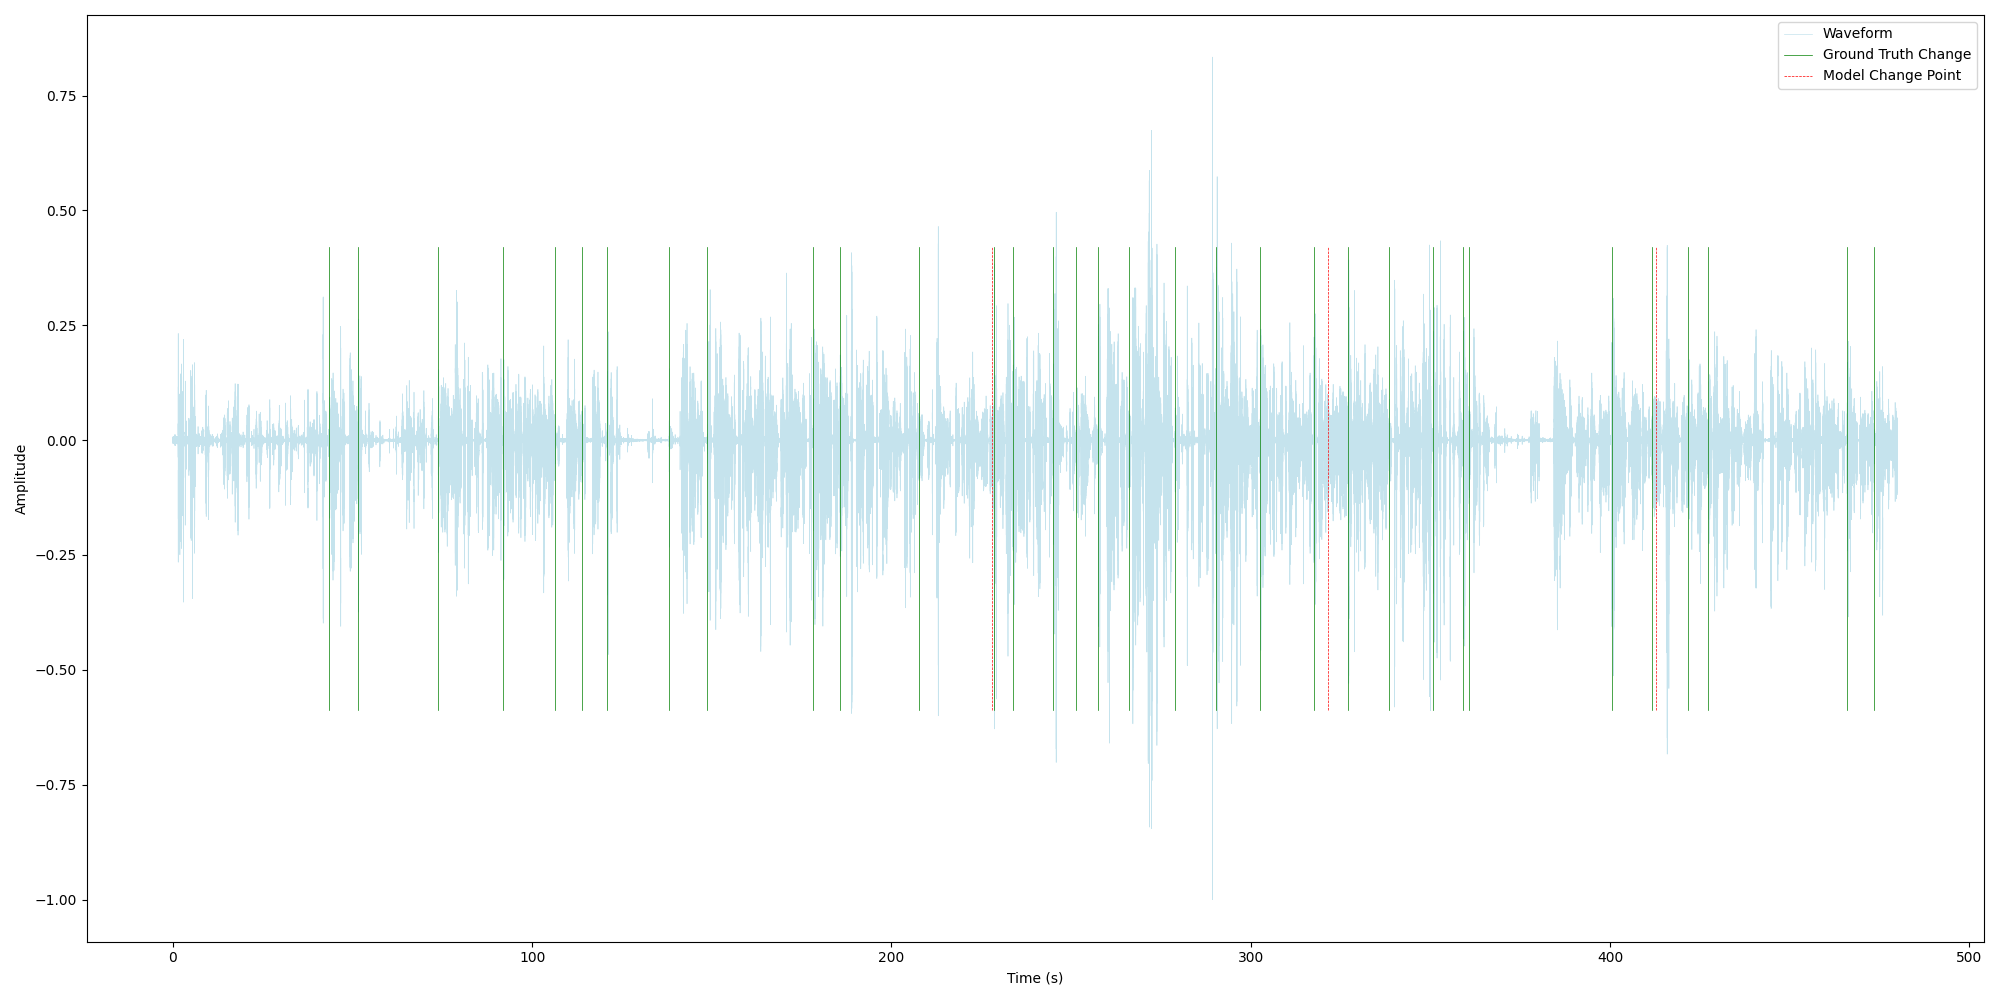 Waveform
Ground Truth Change
Model Change Point
0.75
0.50
0.25
0.00
−0.25
−0.50
−0.75
−1.00
Amplitude
0 100 200 300 400 500
Time (s)